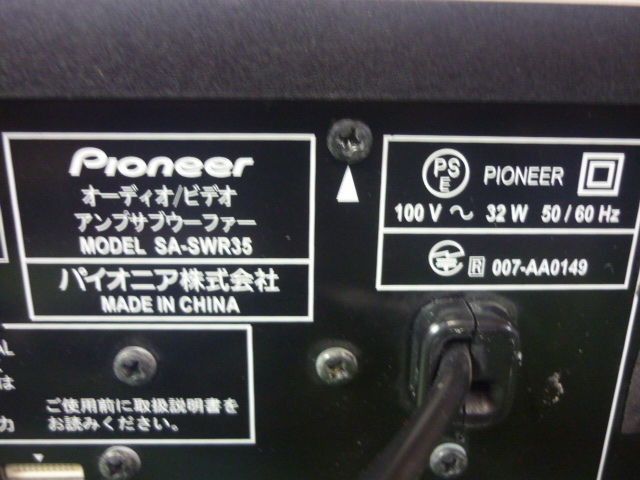 Pioneer
オーディオ/ビデオ
アンプサブウーファー
MODEL SA-SWR35
パイオニア株式会社
MADE IN CHINA
PS
E
PIONEER
100 V ～ 32 W 50 / 60 Hz
R 007-AA0149
AL
は
ご使用前に取扱説明書を
力 お読みください。